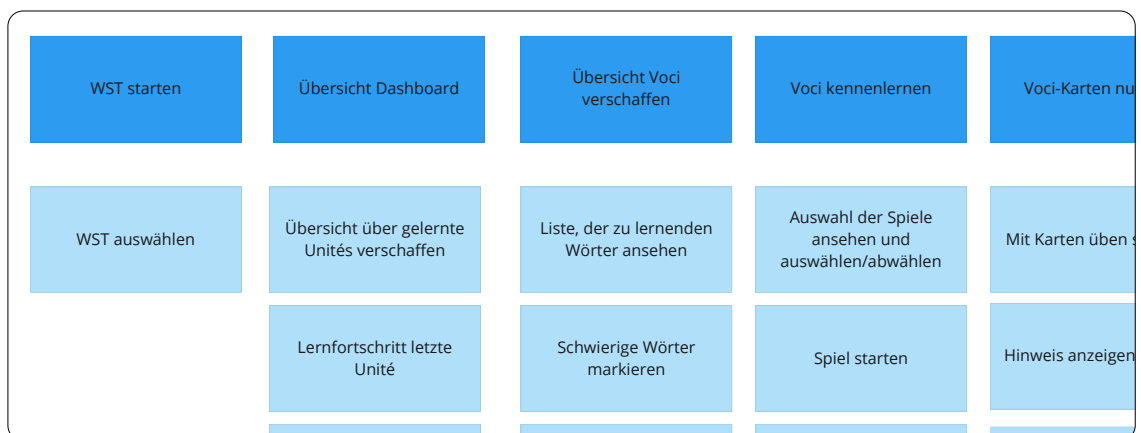 WST starten
Übersicht Dashboard
Übersicht Voci
verschaffen
Voci kennenlernen
Voci-Karten
WST auswählen
Übersicht über gelernte
Unités verschaffen
Liste, der zu lernenden
Wörter ansehen
Auswahl der Spiele
ansehen und
auswählen/abwählen
Mit Karten üben
Lernfortschritt letzte
Unité
Schwierige Wörter
markieren
Spiel starten
Hinweis anzeigen